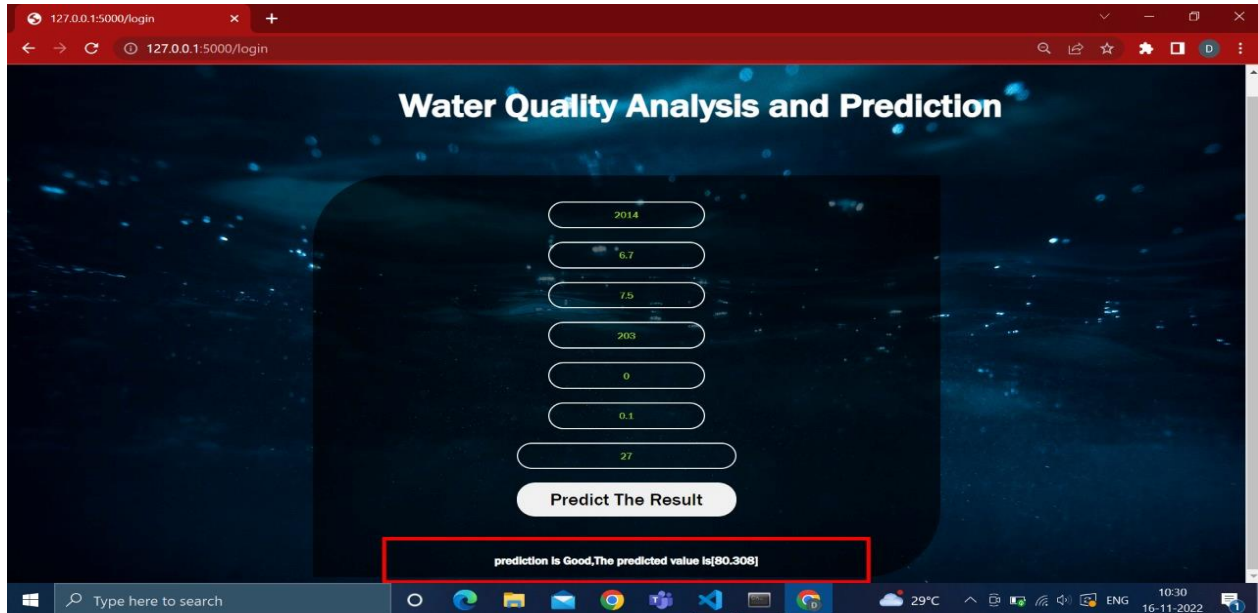 127.0.0.1:5000/login
127.0.0.1:5000/login
D
Water Quality Analysis and Prediction
2014
6.7
7.5
203
0
0.1
27
Predict The Result
prediction is Good,The predicted value is[80.308]
Type here to search
29°C
ENG
10:30
16-11-2022